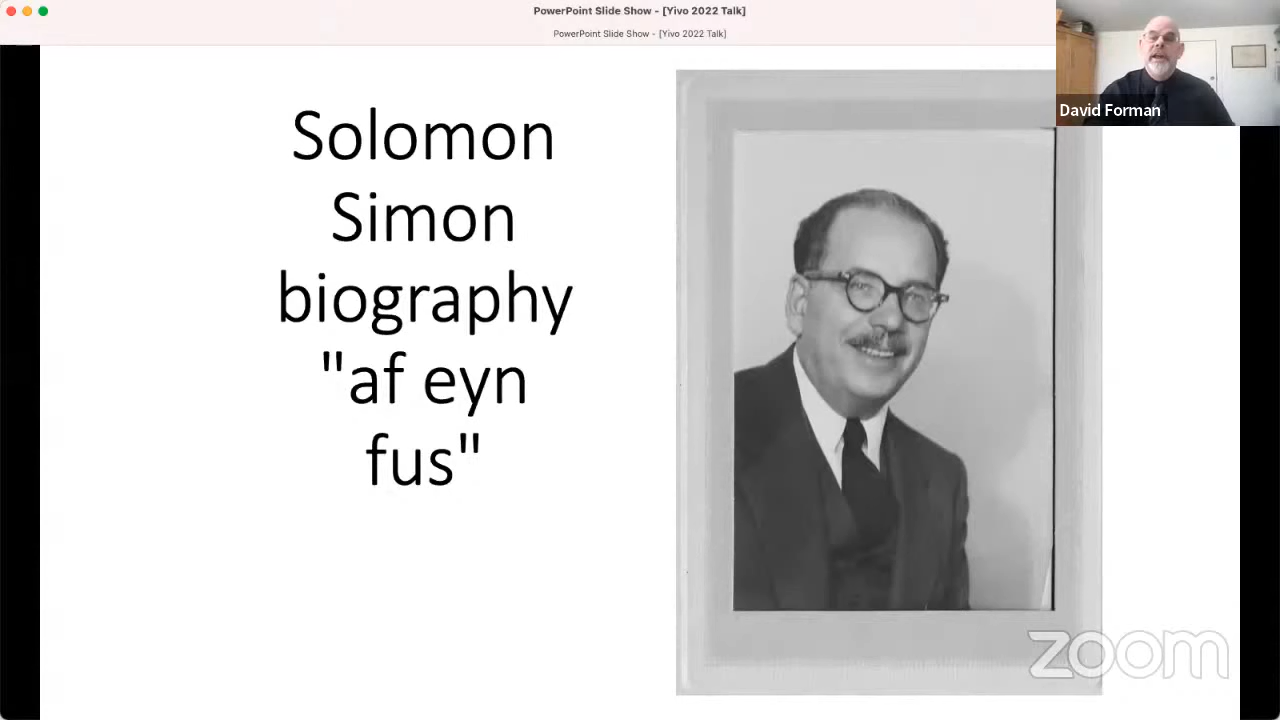 PowerPoint Slide Show - [Yivo 2022 Talk]
PowerPoint Slide Show - [Yivo 2022 Talk]
David Forman
Solomon
Simon
biography
"af eyn
fus"
zoom